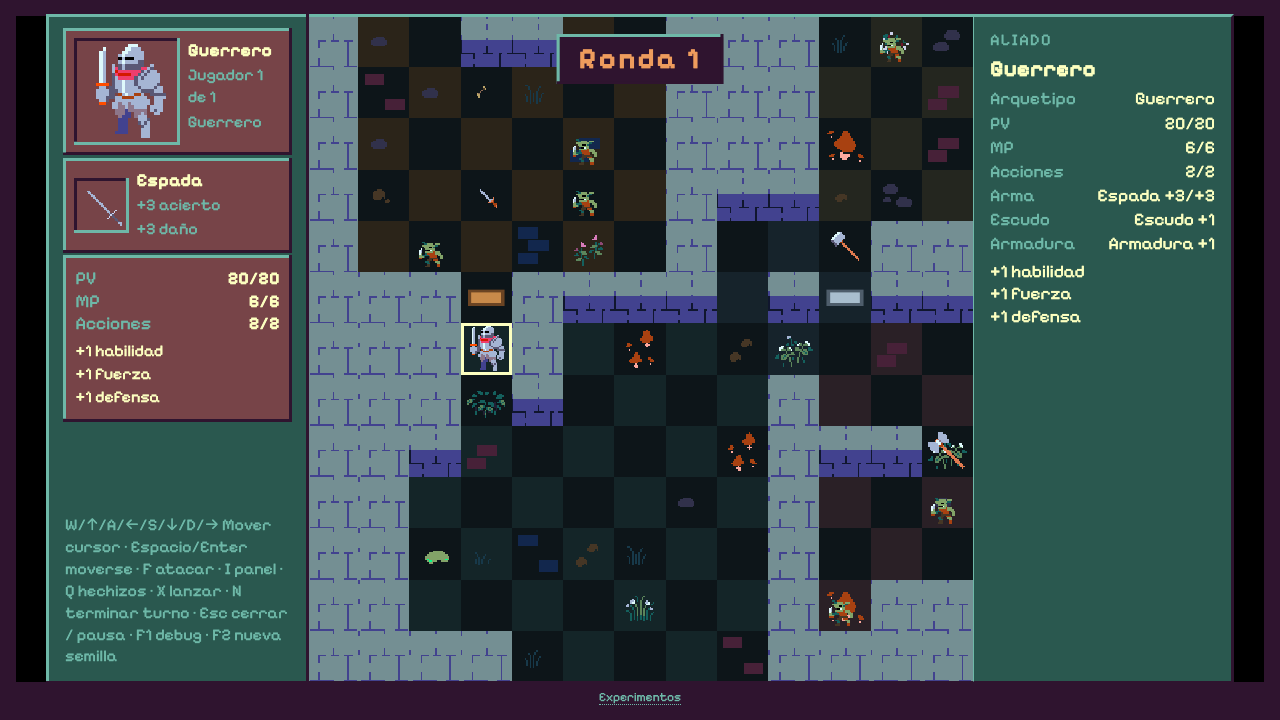 Guerrero
Jugador 1
de 1
Guerrero
Espada
+3 acierto
+3 daño
PV 20/20
MP 6/6
Acciones 2/2
+1 habilidad
+1 fuerza
+1 defensa
W/↑/A/←/S/↓/D/→ Mover
cursor · Espacio/Enter
moverse · F atacar · I panel ·
Q hechizos · X lanzar · N
terminar turno · Esc cerrar
/ pausa · F1 debug · F2 nueva
semilla
Ronda 1
ALIADO
Guerrero
Arquetipo Guerrero
PV 20/20
MP 6/6
Acciones 2/2
Arma Espada +3/+3
Escudo Escudo +1
Armadura Armadura +1
+1 habilidad
+1 fuerza
+1 defensa
Experimentos